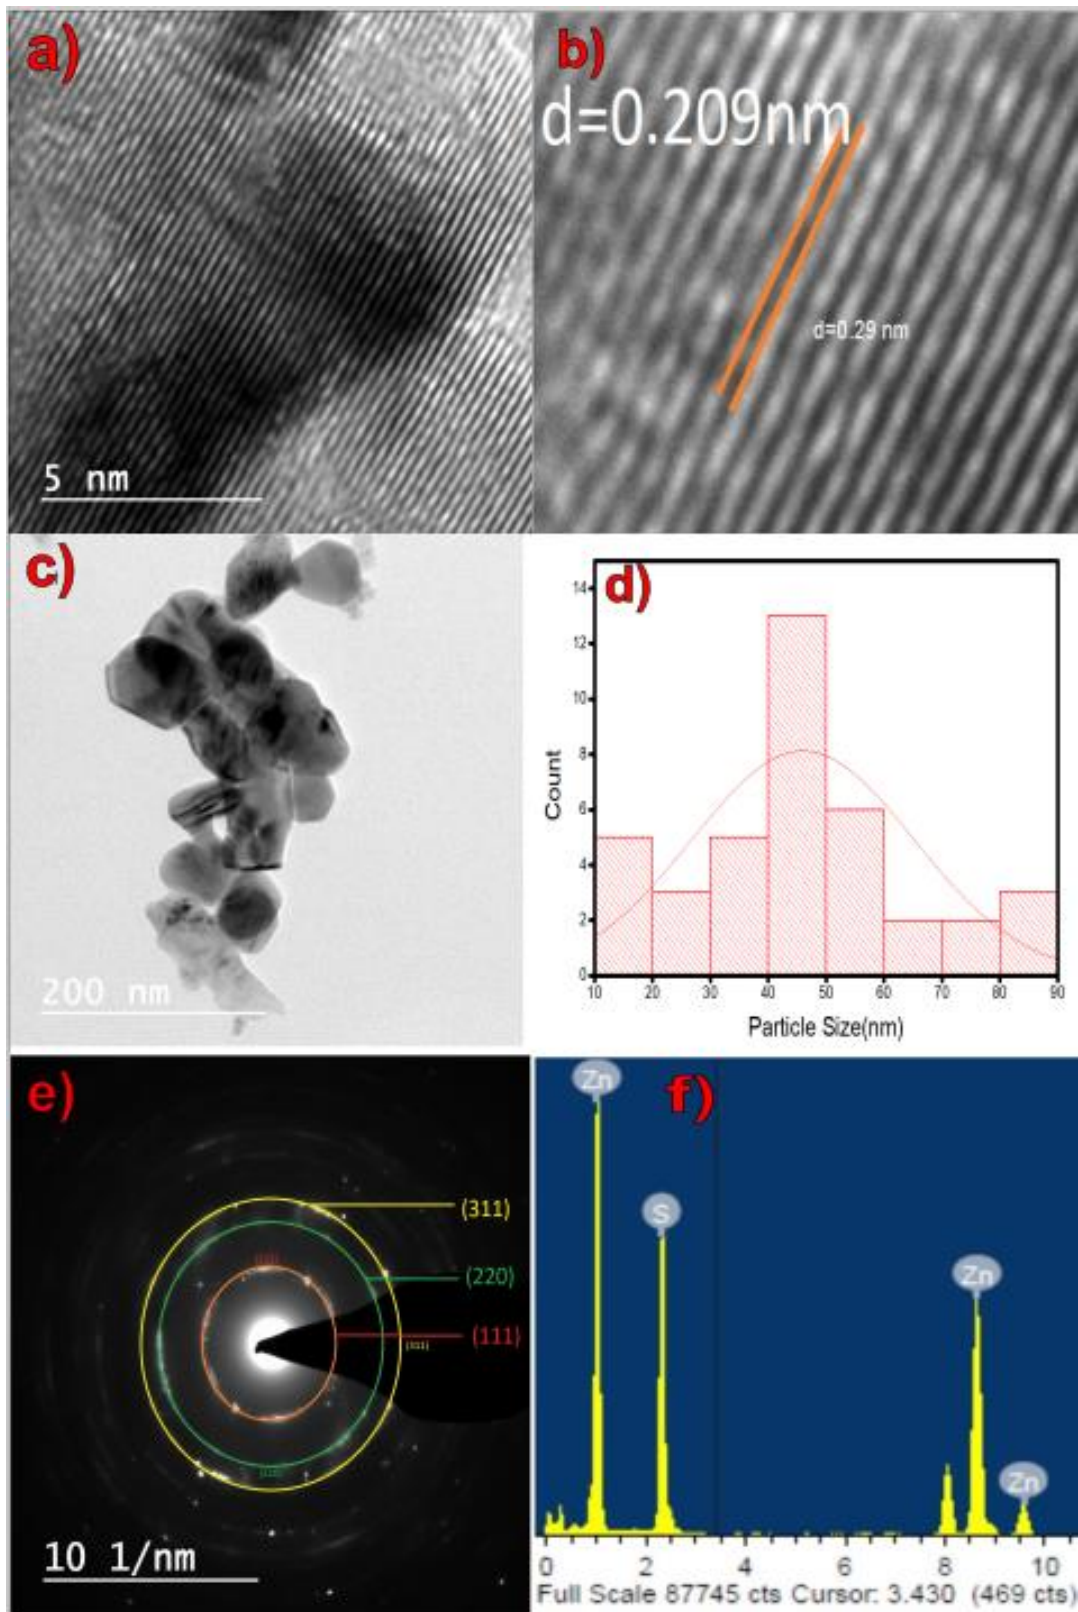 a)
5 nm
b)
d=0.209nm
d=0.29 nm
c)
200 nm
d)
14
12
10
8
6
4
2
0
Count
10 20 30 40 50 60 70 80 90
Particle Size(nm)
e)
(311)
(220)
(111)
(311)
10 1/nm
f)
Zn
S
Zn
Zn
0 2 4 6 8 10
Full Scale 87745 cts Cursor: 3.430 (469 cts)